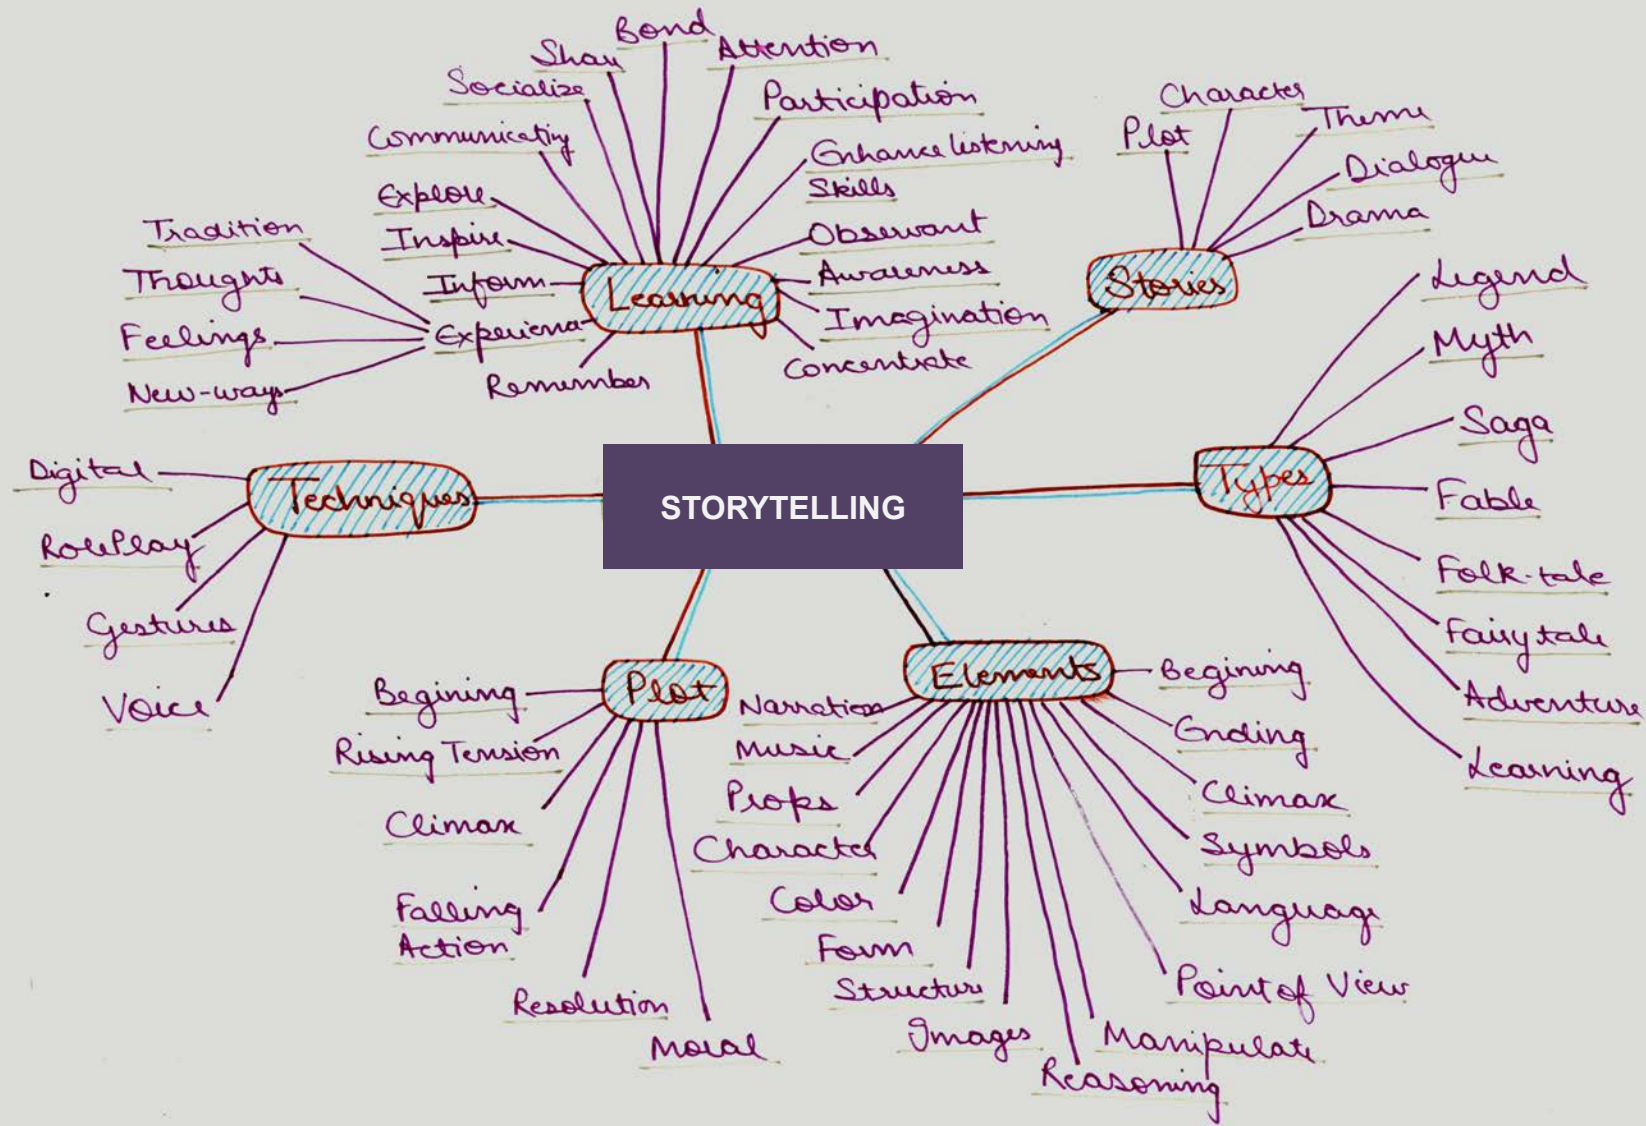 Bond
Attention
Share
Socialize
Participation
Communicating
Enhance listening
Skills
Explore
Inspire
Inform
Observant
Awareness
Imagination
Concentrate
Remember
Experience
Tradition
Thoughts
Feelings
New-ways
Learning
Character
Plot
Theme
Dialogue
Drama
Stories
Legend
Myth
Saga
Fable
Folk-tale
Fairytale
Adventure
Learning
Types
STORYTELLING
Techniques
Digital
RolePlay
Gestures
Voice
Plot
Begining
Rising Tension
Climax
Falling
Action
Resolution
Moral
Elements
Narration
Music
Props
Character
Color
Form
Structure
Images
Reasoning
Manipulate
Point of View
Language
Symbols
Climax
Ending
Begining